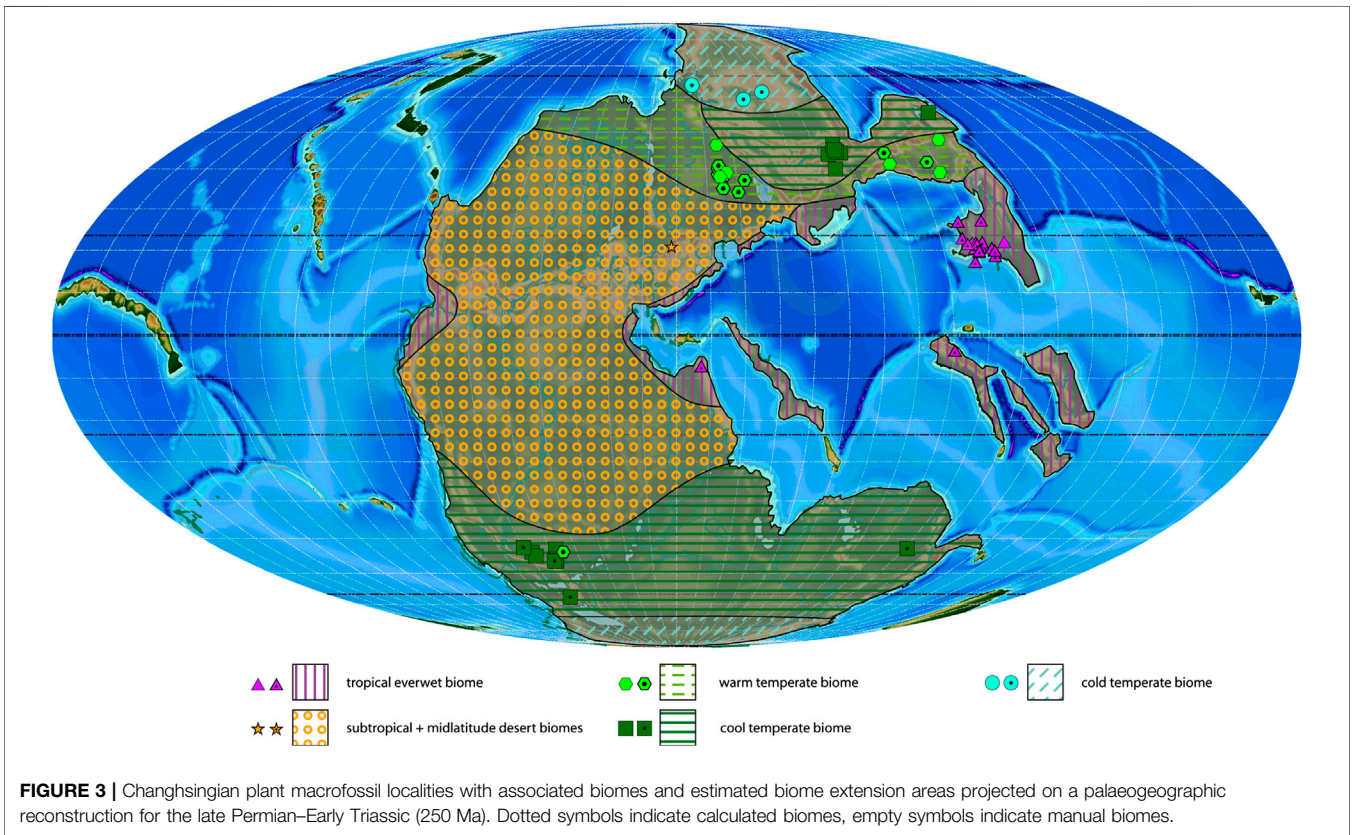 tropical everwet biome
warm temperate biome
cold temperate biome
subtropical + midlatitude desert biomes
cool temperate biome
FIGURE 3 | Changhsingian plant macrofossil localities with associated biomes and estimated biome extension areas projected on a palaeogeographic
reconstruction for the late Permian–Early Triassic (250 Ma). Dotted symbols indicate calculated biomes, empty symbols indicate manual biomes.